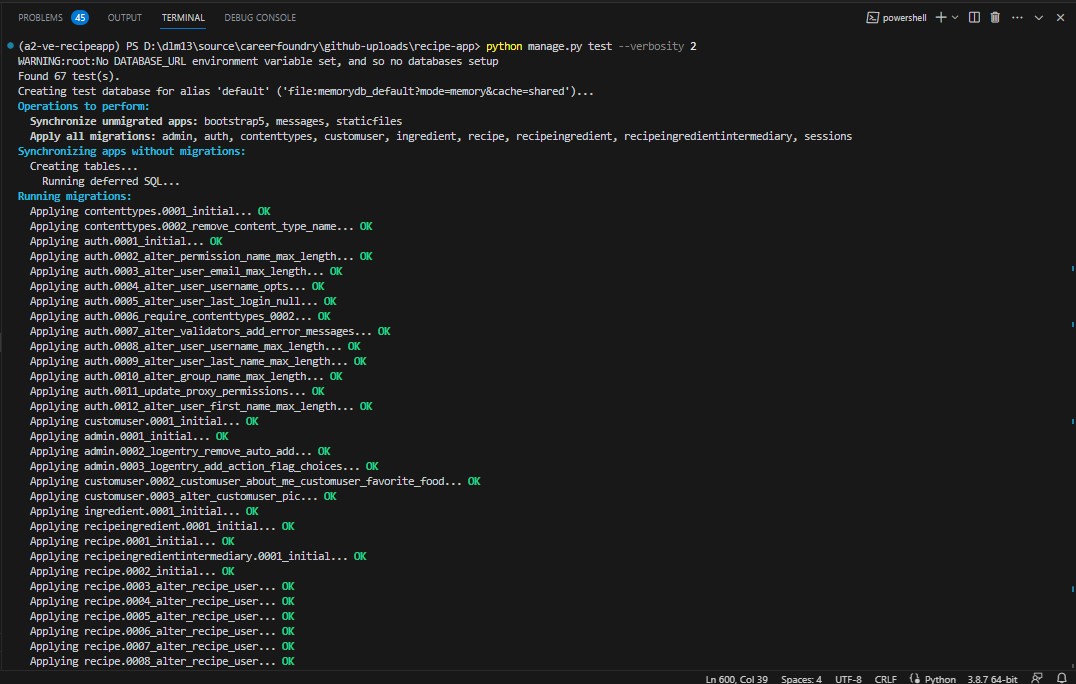 PROBLEMS 45 OUTPUT TERMINAL DEBUG CONSOLE powershell
(a2-ve-recipeapp) PS D:\dlm13\source\careerfoundry\github-uploads\recipe-app> python manage.py test --verbosity 2
WARNING:root:No DATABASE_URL environment variable set, and so no databases setup
Found 67 test(s).
Creating test database for alias 'default' ('file:memorydb_default?mode=memory&cache=shared')...
Operations to perform:
Synchronize unmigrated apps: bootstrap5, messages, staticfiles
Apply all migrations: admin, auth, contenttypes, customuser, ingredient, recipe, recipeingredient, recipeingredientintermediary, sessions
Synchronizing apps without migrations:
Creating tables...
Running deferred SQL...
Running migrations:
Applying contenttypes.0001_initial... OK
Applying contenttypes.0002_remove_content_type_name... OK
Applying auth.0001_initial... OK
Applying auth.0002_alter_permission_name_max_length... OK
Applying auth.0003_alter_user_email_max_length... OK
Applying auth.0004_alter_user_username_opts... OK
Applying auth.0005_alter_user_last_login_null... OK
Applying auth.0006_require_contenttypes_0002... OK
Applying auth.0007_alter_validators_add_error_messages... OK
Applying auth.0008_alter_user_username_max_length... OK
Applying auth.0009_alter_user_last_name_max_length... OK
Applying auth.0010_alter_group_name_max_length... OK
Applying auth.0011_update_proxy_permissions... OK
Applying auth.0012_alter_user_first_name_max_length... OK
Applying customuser.0001_initial... OK
Applying admin.0001_initial... OK
Applying admin.0002_logentry_remove_auto_add... OK
Applying admin.0003_logentry_add_action_flag_choices... OK
Applying customuser.0002_customuser_about_me_customuser_favorite_food... OK
Applying customuser.0003_alter_customuser_pic... OK
Applying ingredient.0001_initial... OK
Applying recipeingredient.0001_initial... OK
Applying recipe.0001_initial... OK
Applying recipeingredientintermediary.0001_initial... OK
Applying recipe.0002_initial... OK
Applying recipe.0003_alter_recipe_user... OK
Applying recipe.0004_alter_recipe_user... OK
Applying recipe.0005_alter_recipe_user... OK
Applying recipe.0006_alter_recipe_user... OK
Applying recipe.0007_alter_recipe_user... OK
Applying recipe.0008_alter_recipe_user... OK
Ln 600, Col 39 Spaces: 4 UTF-8 CRLF Python 3.8.7 64-bit